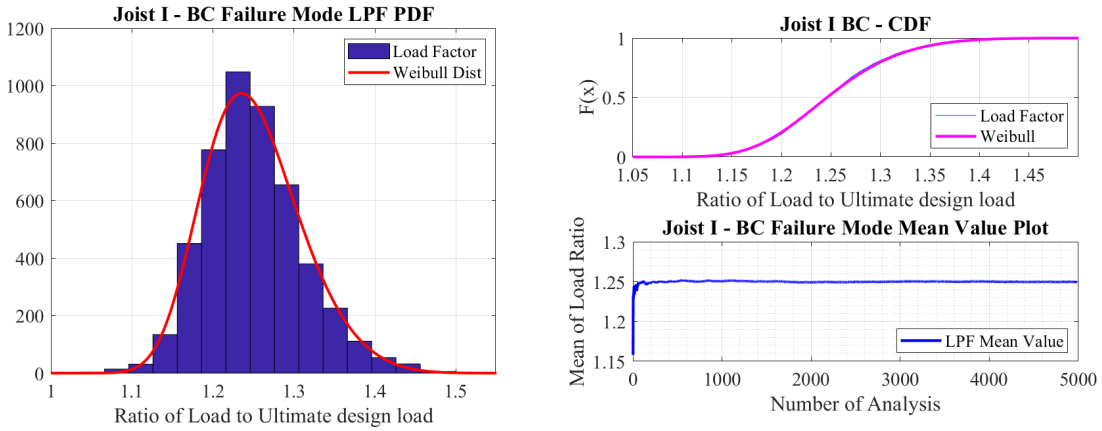 Joist I - BC Failure Mode LPF PDF
1200
1000
800
600
400
200
0
Load Factor
Weibull Dist
1 1.1 1.2 1.3 1.4 1.5
Ratio of Load to Ultimate design load
Joist I BC - CDF
F(x)
1
0.5
0
Load Factor
Weibull
1.05 1.1 1.15 1.2 1.25 1.3 1.35 1.4 1.45
Ratio of Load to Ultimate design load
Joist I - BC Failure Mode Mean Value Plot
Mean of Load Ratio
1.3
1.25
1.2
1.15
LPF Mean Value
0 1000 2000 3000 4000 5000
Number of Analysis